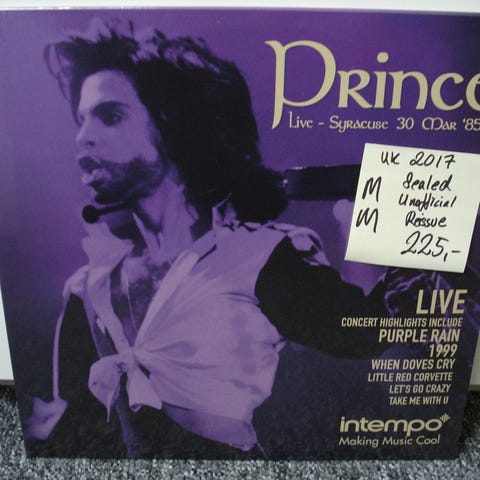 Prince
Live - Syracuse 30 Mar '85
UK 2017
M Sealed
Unofficial
M Reissue
225,-
LIVE
CONCERT HIGHLIGHTS INCLUDE
PURPLE RAIN
1999
WHEN DOVES CRY
LITTLE RED CORVETTE
LET'S GO CRAZY
TAKE ME WITH U
intempo
Making Music Cool